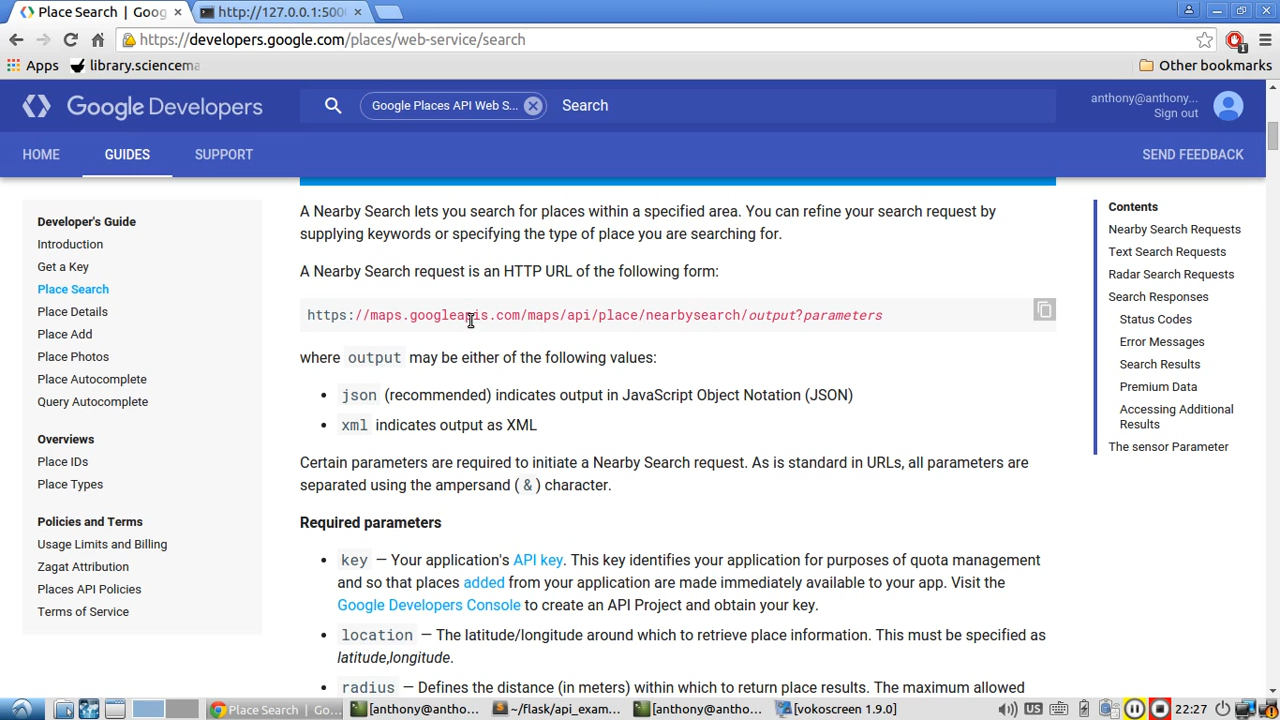 Place Search | Goog
http://127.0.0.1:500
https://developers.google.com/places/web-service/search
Apps
library.sciencema
Other bookmarks
Google Developers
Google Places API Web S...
Search
anthony@anthony...
Sign out
HOME
GUIDES
SUPPORT
SEND FEEDBACK
Developer's Guide
Introduction
Get a Key
Place Search
Place Details
Place Add
Place Photos
Place Autocomplete
Query Autocomplete
Overviews
Place IDs
Place Types
Policies and Terms
Usage Limits and Billing
Zagat Attribution
Places API Policies
Terms of Service
A Nearby Search lets you search for places within a specified area. You can refine your search request by
supplying keywords or specifying the type of place you are searching for.
A Nearby Search request is an HTTP URL of the following form:
https://maps.googleapis.com/maps/api/place/nearbysearch/output?parameters
where output may be either of the following values:
• json (recommended) indicates output in JavaScript Object Notation (JSON)
• xml indicates output as XML
Certain parameters are required to initiate a Nearby Search request. As is standard in URLs, all parameters are
separated using the ampersand ( & ) character.
Required parameters
• key — Your application's API key. This key identifies your application for purposes of quota management
and so that places added from your application are made immediately available to your app. Visit the
Google Developers Console to create an API Project and obtain your key.
• location — The latitude/longitude around which to retrieve place information. This must be specified as
latitude,longitude.
• radius — Defines the distance (in meters) within which to return place results. The maximum allowed
Contents
Nearby Search Requests
Text Search Requests
Radar Search Requests
Search Responses
Status Codes
Error Messages
Search Results
Premium Data
Accessing Additional
Results
The sensor Parameter
Place Search | Go...
[anthony@antho...
~/flask/api_exam...
[anthony@antho...
[vokoscreen 1.9.0]
US
22:27